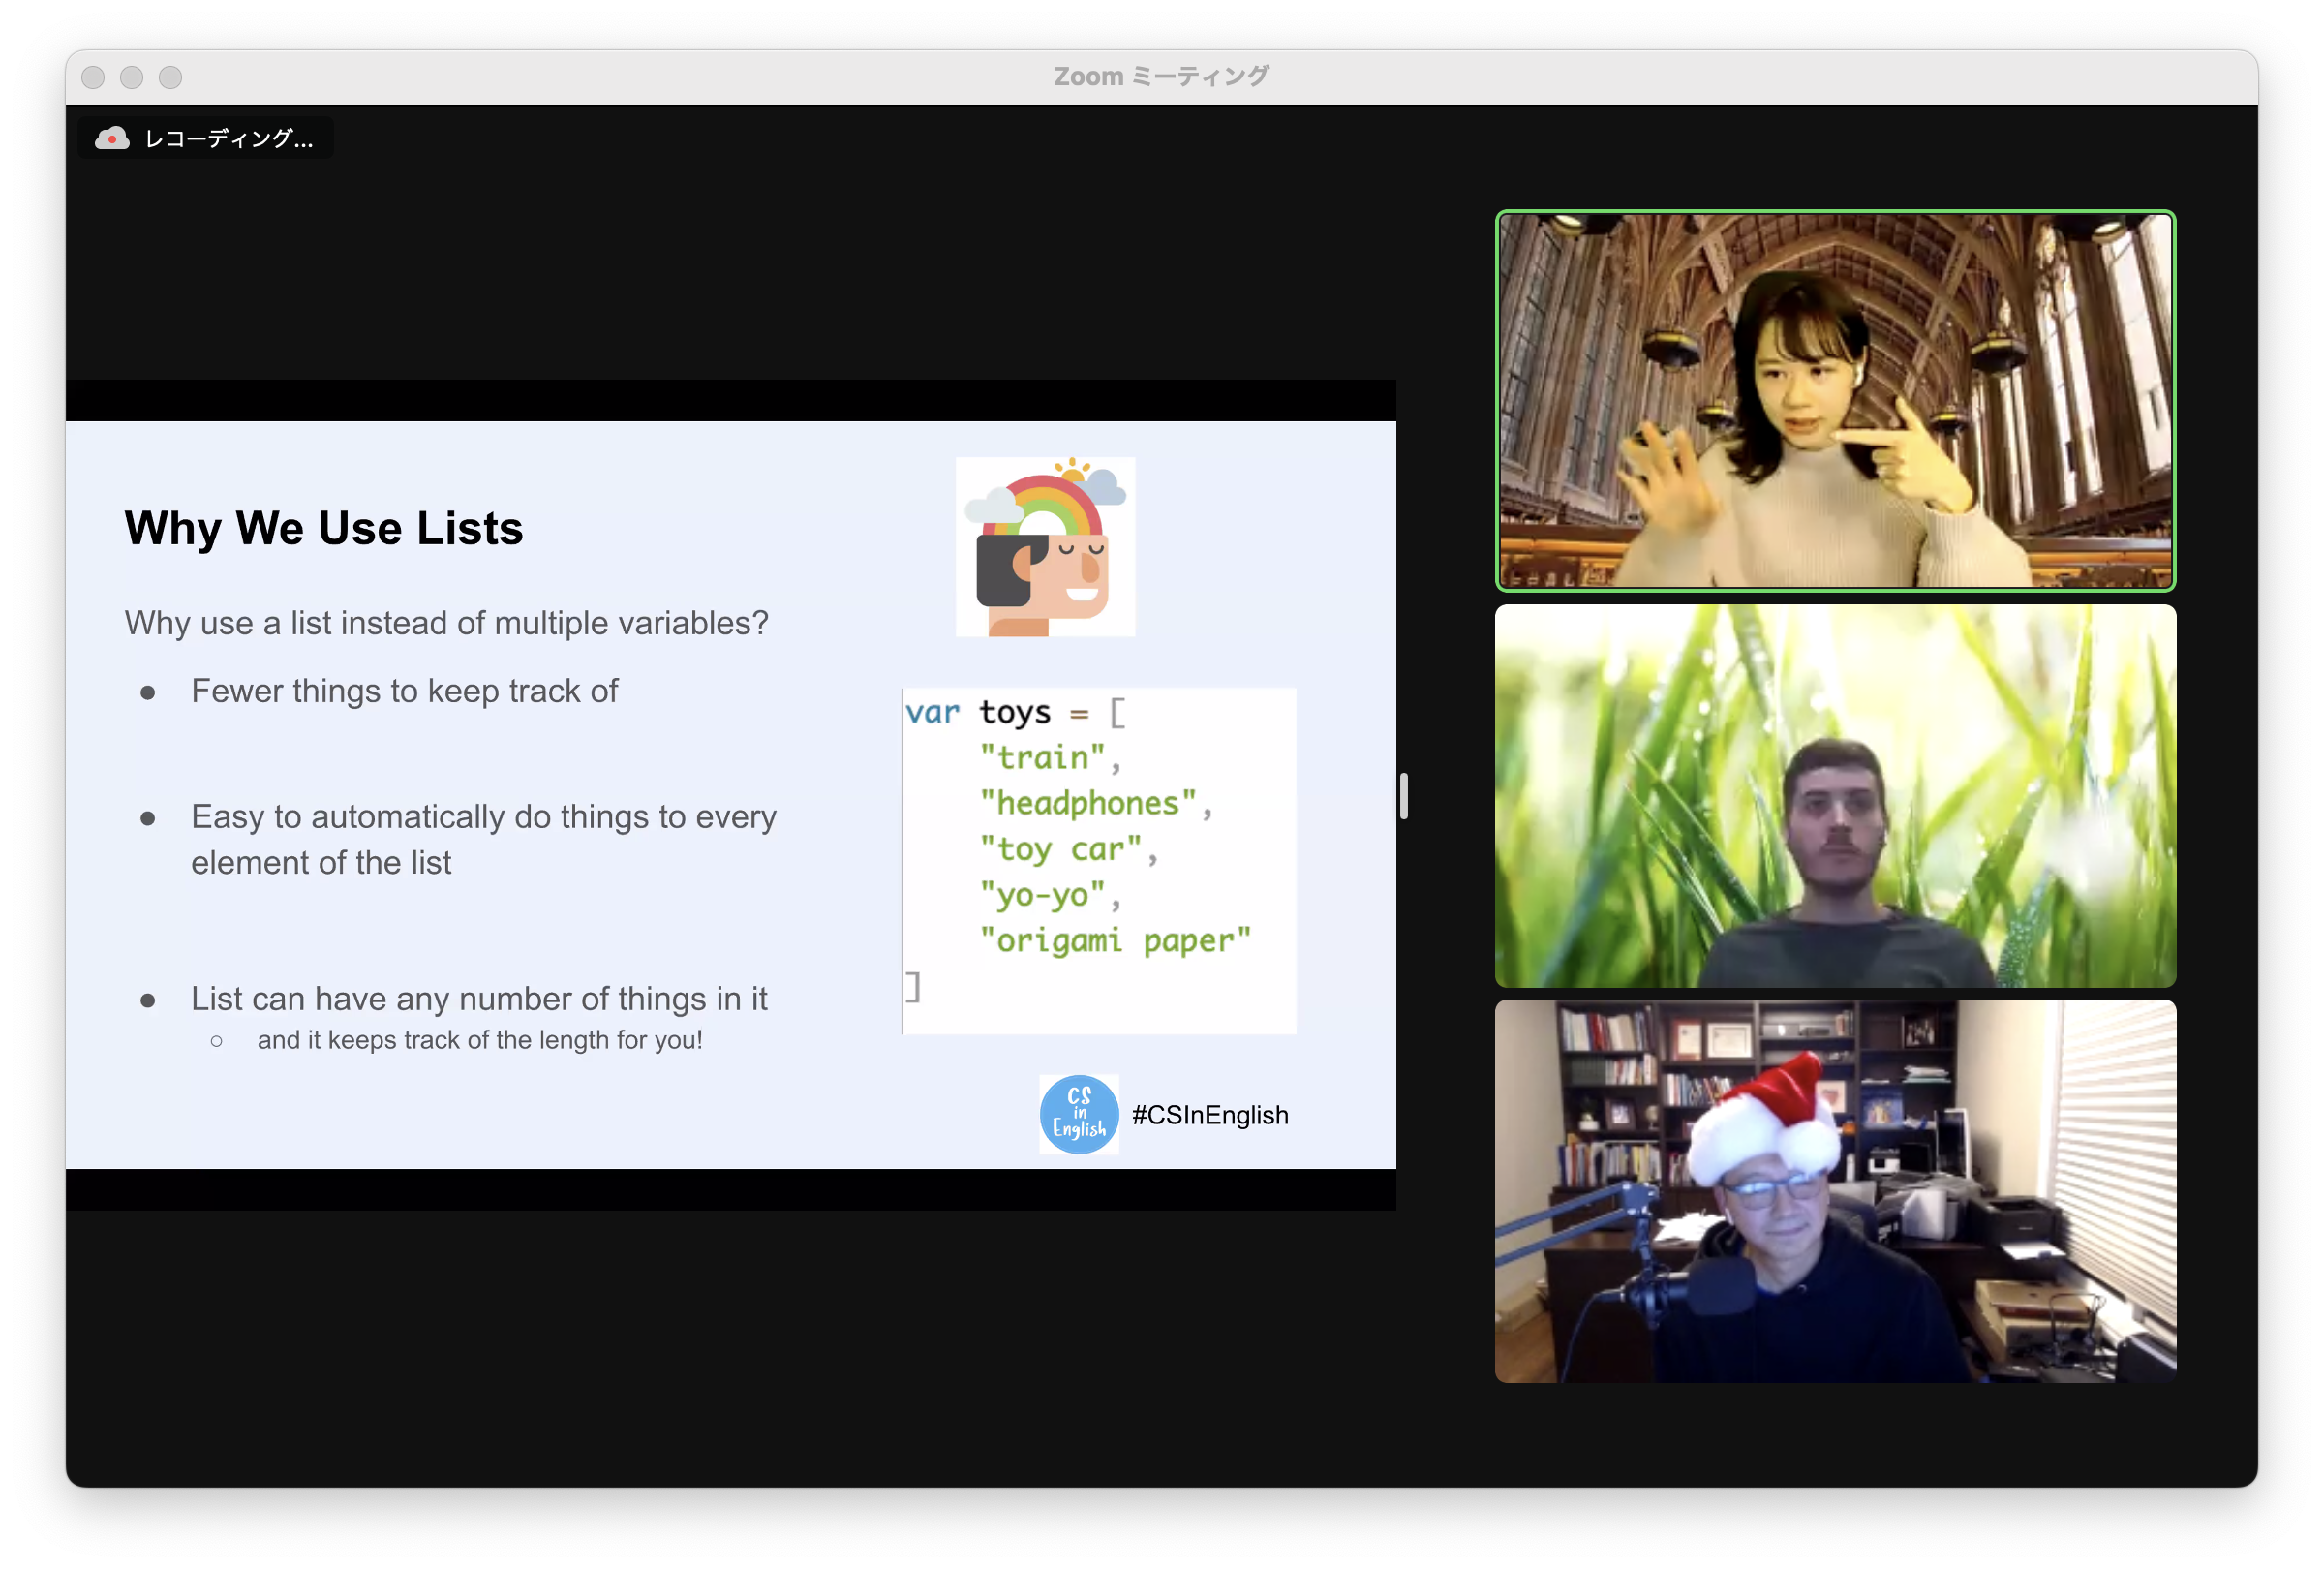 Zoom ミーティング
レコーディング...
Why We Use Lists
Why use a list instead of multiple variables?
● Fewer things to keep track of
● Easy to automatically do things to every
element of the list
● List can have any number of things in it
○ and it keeps track of the length for you!
var toys = [
"train",
"headphones",
"toy car",
"yo-yo",
"origami paper"
]
CS
in
English
#CSInEnglish